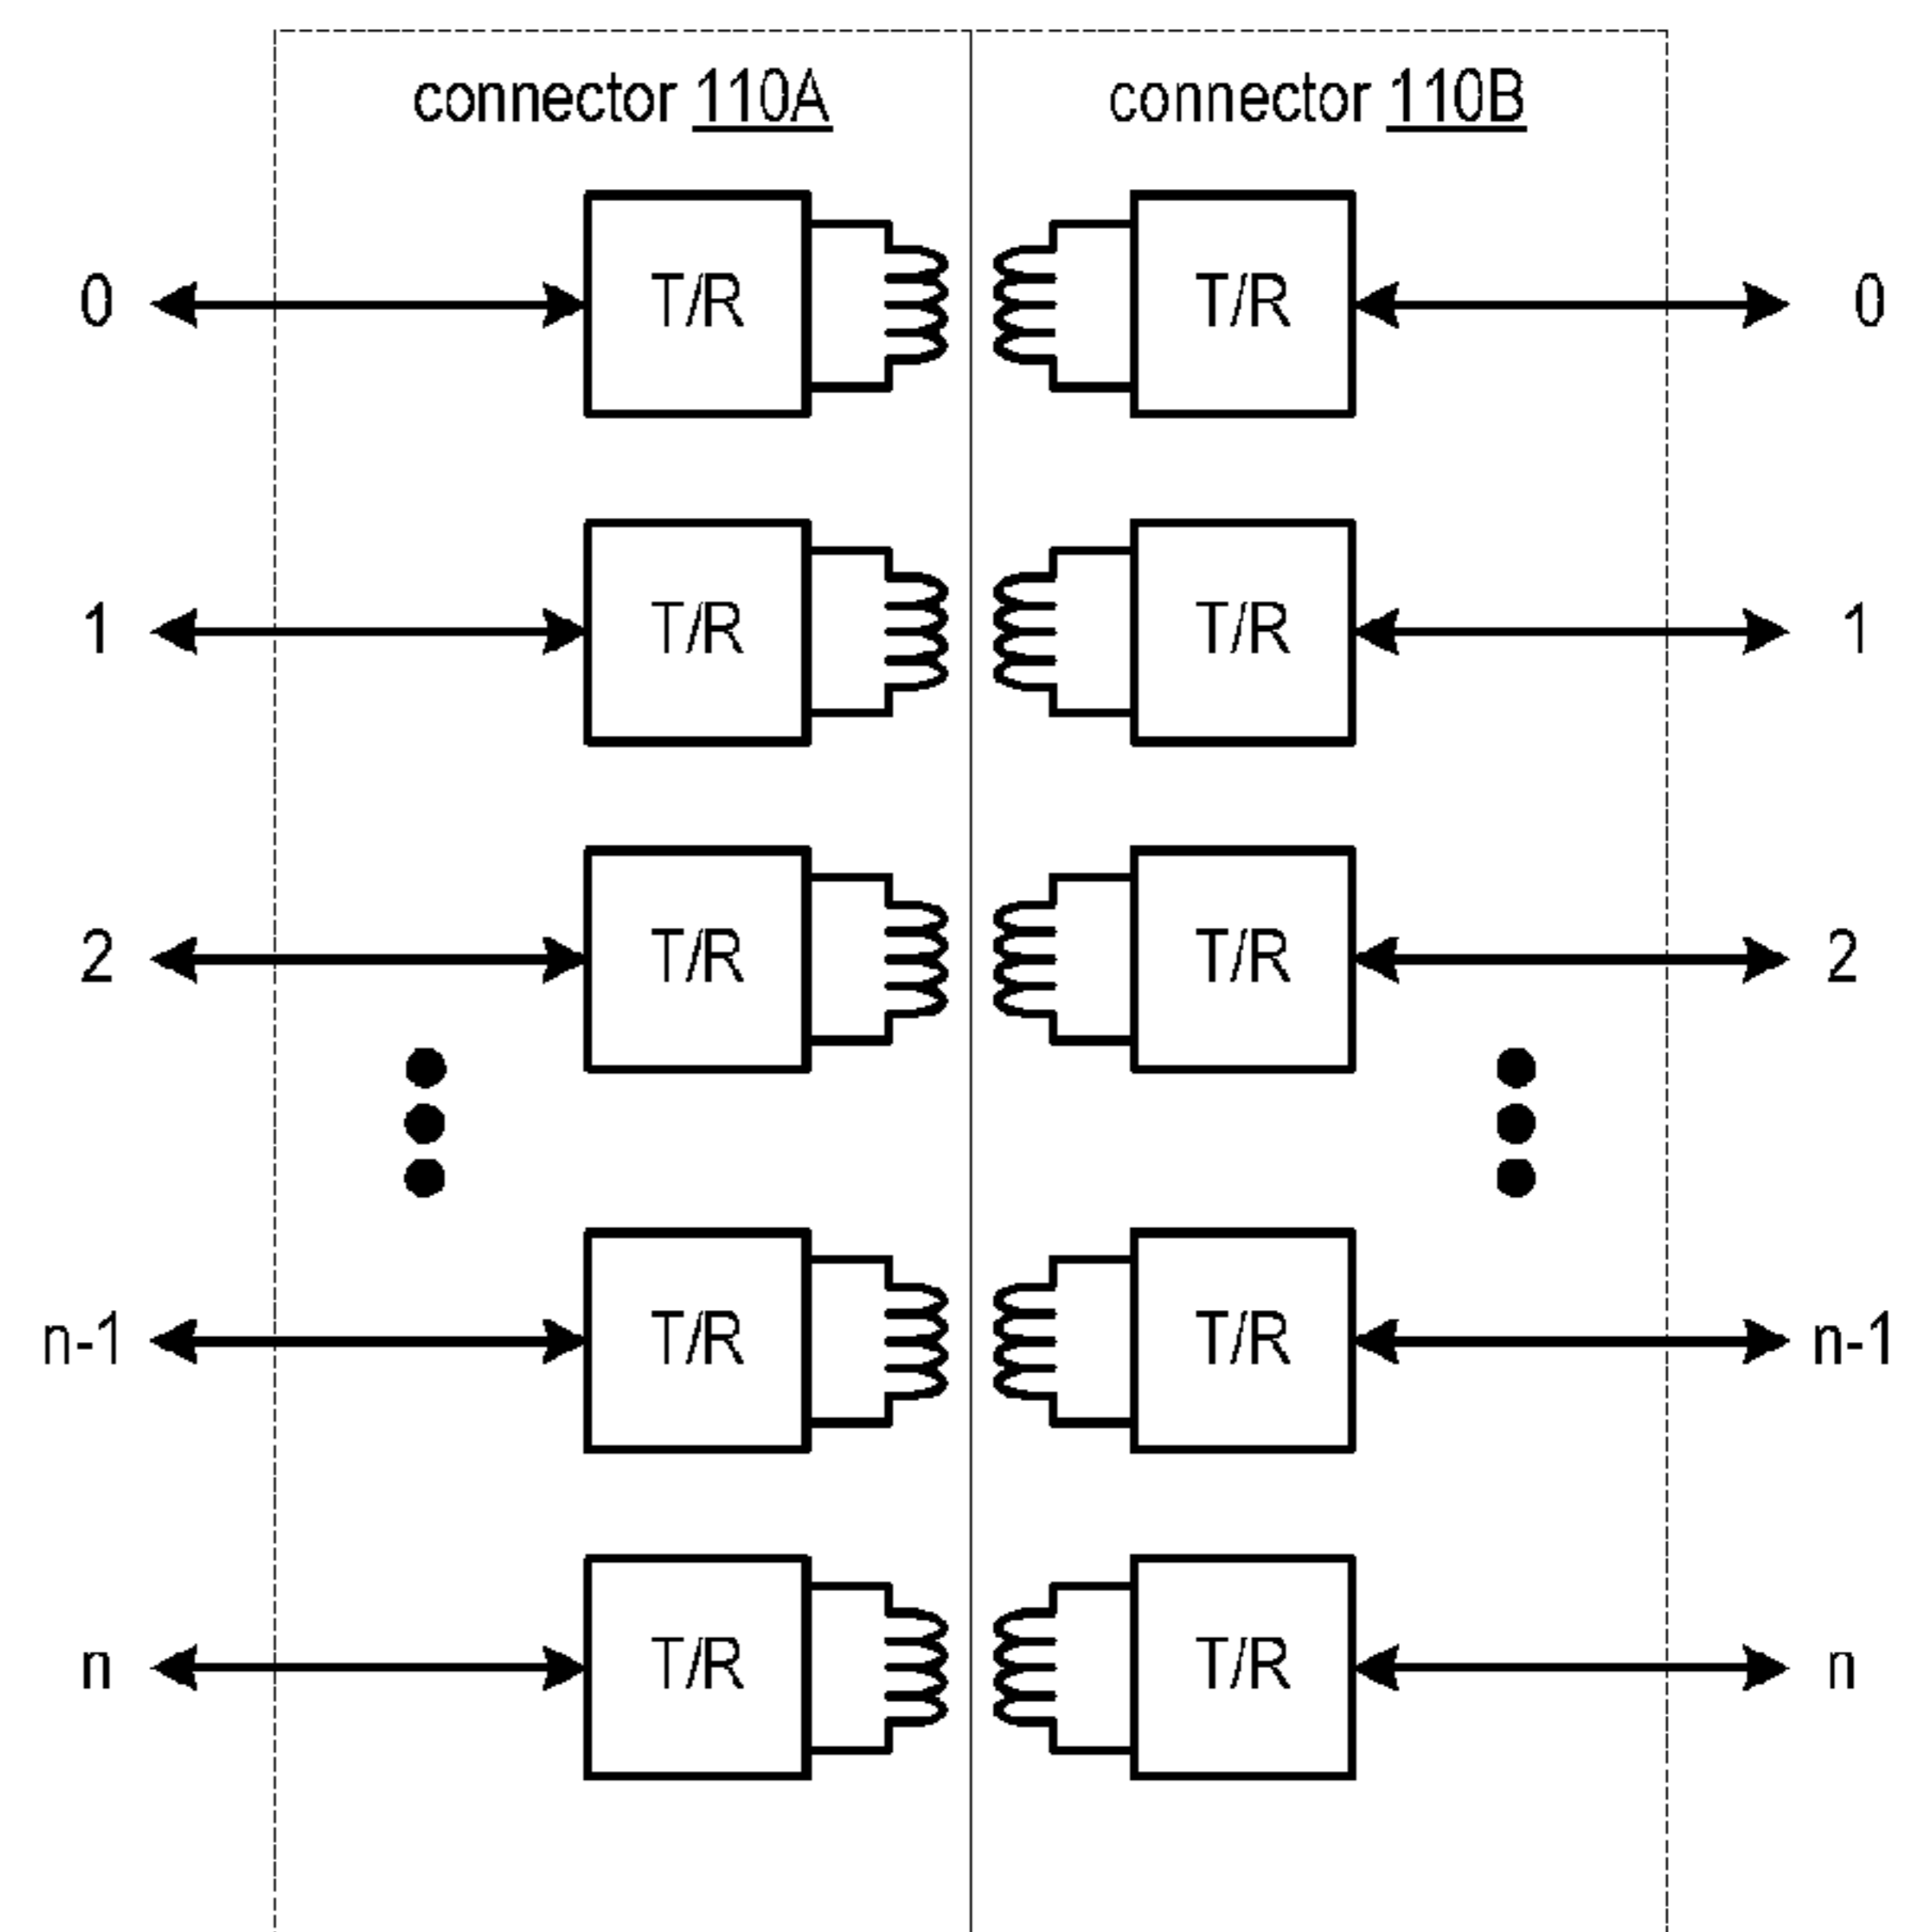 connector 110A connector 110B
0 T/R T/R 0
1 T/R T/R 1
2 T/R T/R 2
n-1 T/R T/R n-1
n T/R T/R n